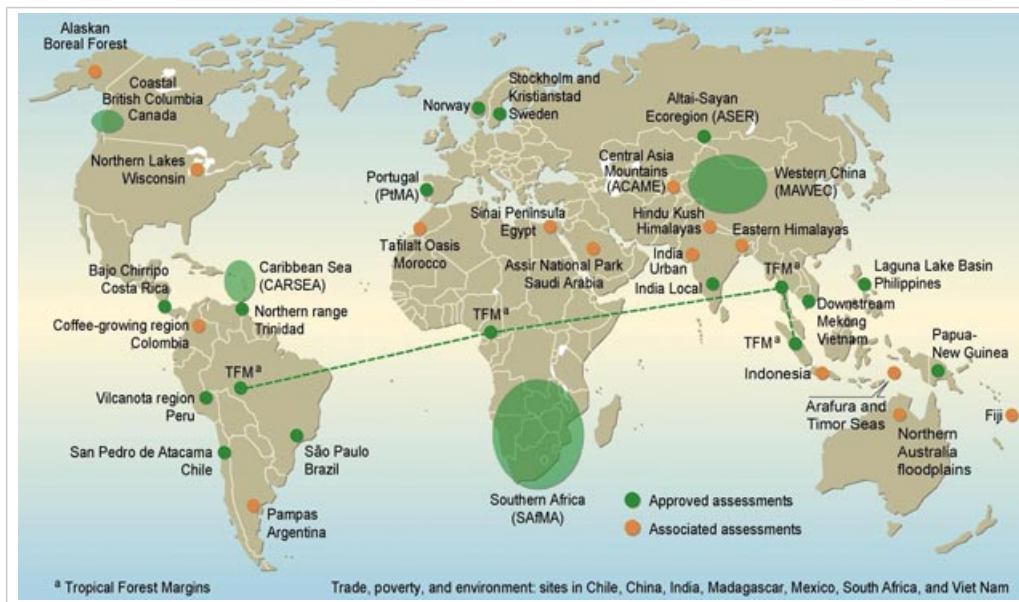 Alaskan
Boreal Forest
Coastal
British Columbia
Canada
Northern Lakes
Wisconsin
Norway
Stockholm and
Kristianstad
Sweden
Altai-Sayan
Ecoregion (ASER)
Portugal
(PtMA)
Central Asia
Mountains
(ACAME)
Western China
(MAWEC)
Tafilalt Oasis
Morocco
Sinai Peninsula
Egypt
Hindu Kush
Himalayas
Eastern Himalayas
Assir National Park
Saudi Arabia
India
Urban
India Local
Bajo Chirripo
Costa Rica
Caribbean Sea
(CARSEA)
Northern range
Trinidad
Coffee-growing region
Colombia
TFM a
TFM a
TFM a
TFM a
Laguna Lake Basin
Philippines
Downstream
Mekong
Vietnam
Papua-
New Guinea
Vilcanota region
Peru
Indonesia
Arafura and
Timor Seas
Fiji
Northern
Australia
floodplains
San Pedro de Atacama
Chile
São Paulo
Brazil
Southern Africa
(SAfMA)
Pampas
Argentina
Approved assessments
Associated assessments
a Tropical Forest Margins
Trade, poverty, and environment: sites in Chile, China, India, Madagascar, Mexico, South Africa, and Viet Nam